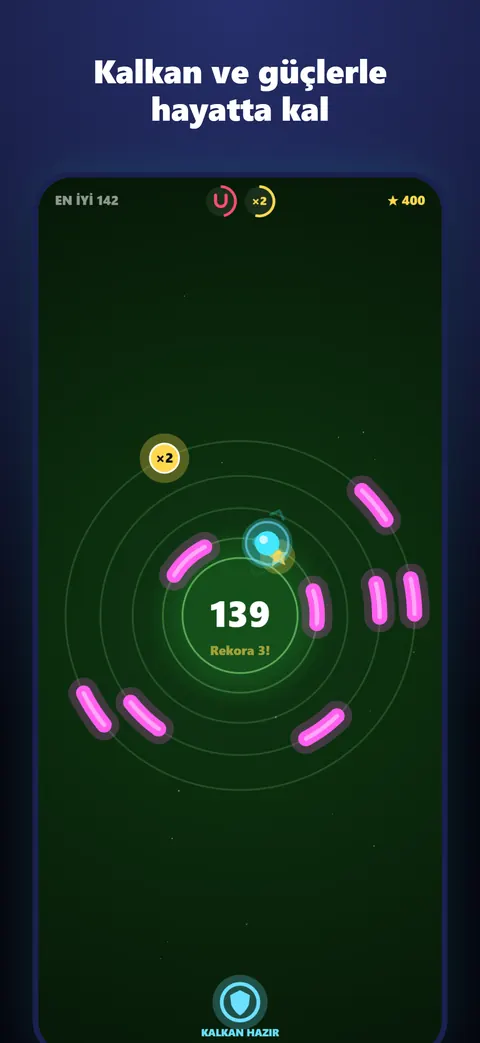 Kalkan ve güçlerle
hayatta kal
EN İYİ 142
×2
★ 400
×2
139
Rekora 3!
KALKAN HAZIR